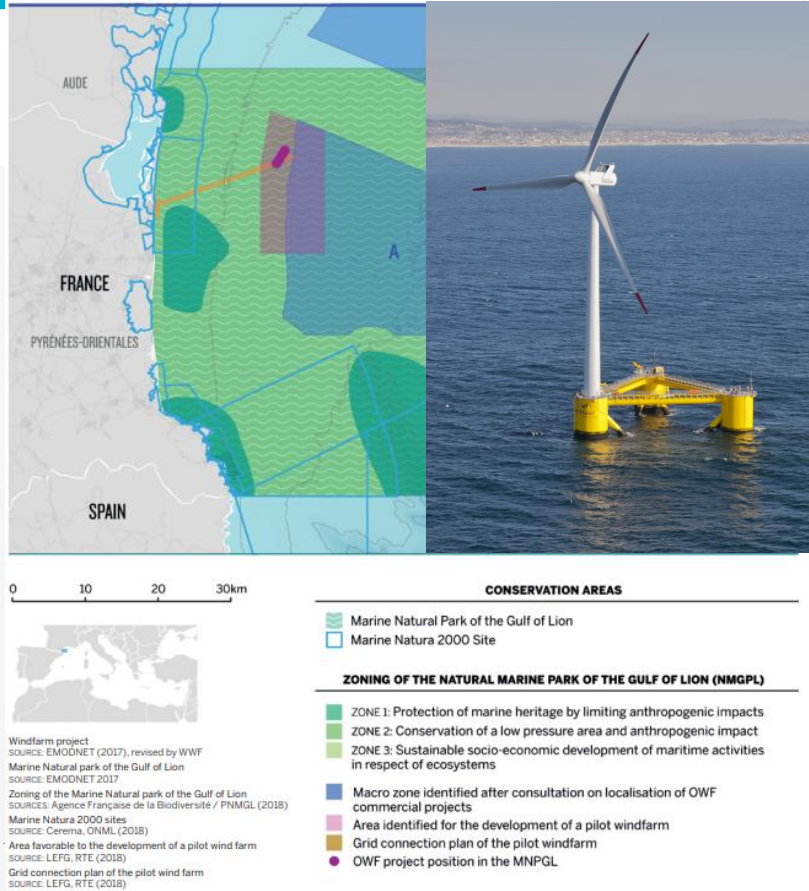 AUDE
A
FRANCE
PYRÉNÉES-ORIENTALES
SPAIN
0 10 20 30km
Windfarm project
SOURCE: EMODNET (2017), revised by WWF
Marine Natural park of the Gulf of Lion
SOURCE: EMODNET 2017
Zoning of the Marine Natural park of the Gulf of Lion
SOURCES: Agence Française de la Biodiversité / PNMGL (2018)
Marine Natura 2000 sites
SOURCE: Cerema, ONML (2018)
Area favorable to the development of a pilot wind farm
SOURCE: LEFG, RTE (2018)
Grid connection plan of the pilot wind farm
SOURCE: LEFG, RTE (2018)
CONSERVATION AREAS
Marine Natural Park of the Gulf of Lion
Marine Natura 2000 Site
ZONING OF THE NATURAL MARINE PARK OF THE GULF OF LION (NMGPL)
ZONE 1: Protection of marine heritage by limiting anthropogenic impacts
ZONE 2: Conservation of a low pressure area and anthropogenic impact
ZONE 3: Sustainable socio-economic development of maritime activities
in respect of ecosystems
Macro zone identified after consultation on localisation of OWF
commercial projects
Area identified for the development of a pilot windfarm
Grid connection plan of the pilot windfarm
OWF project position in the MNPGL